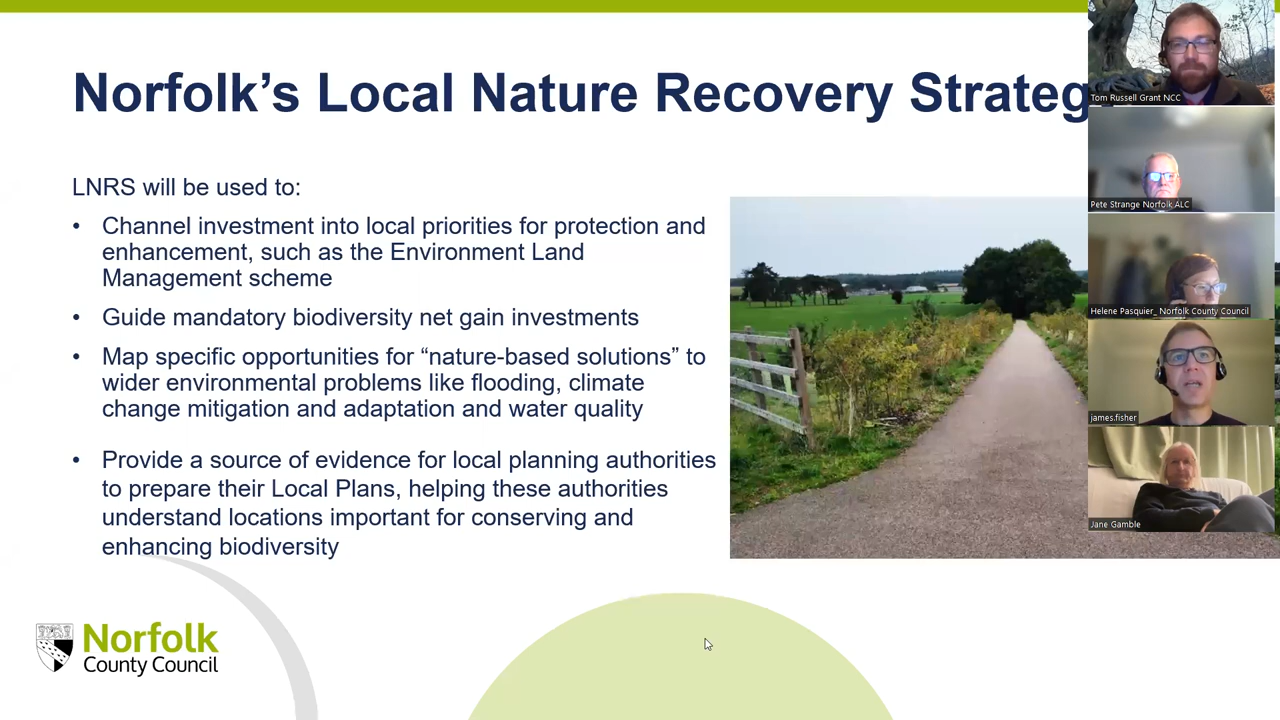 Norfolk’s Local Nature Recovery Strateg
LNRS will be used to:
• Channel investment into local priorities for protection and
enhancement, such as the Environment Land
Management scheme
• Guide mandatory biodiversity net gain investments
• Map specific opportunities for “nature-based solutions” to
wider environmental problems like flooding, climate
change mitigation and adaptation and water quality
• Provide a source of evidence for local planning authorities
to prepare their Local Plans, helping these authorities
understand locations important for conserving and
enhancing biodiversity
Norfolk
County Council
Tom Russell Grant NCC
Pete Strange Norfolk ALC
Helene Pasquier_ Norfolk County Council
james.fisher
Jane Gamble